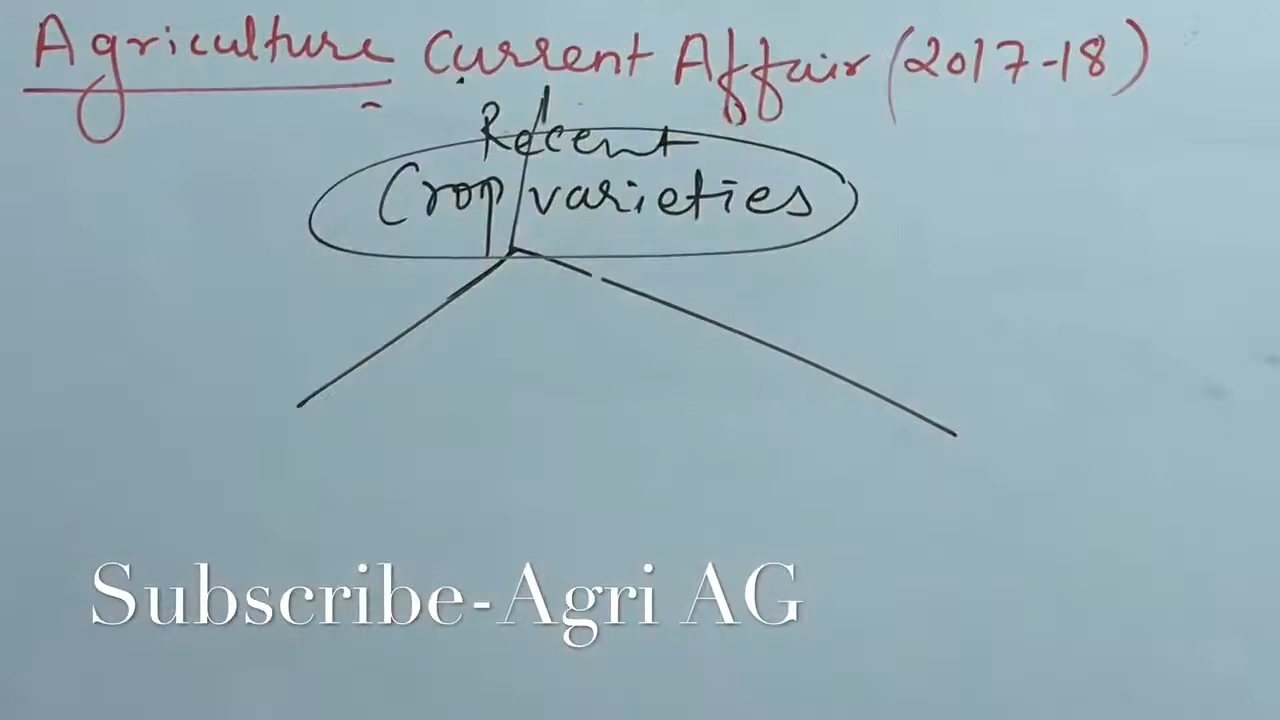 Agriculture Current Affair (2017-18)
Recent
Crop varieties
Subscribe-Agri AG